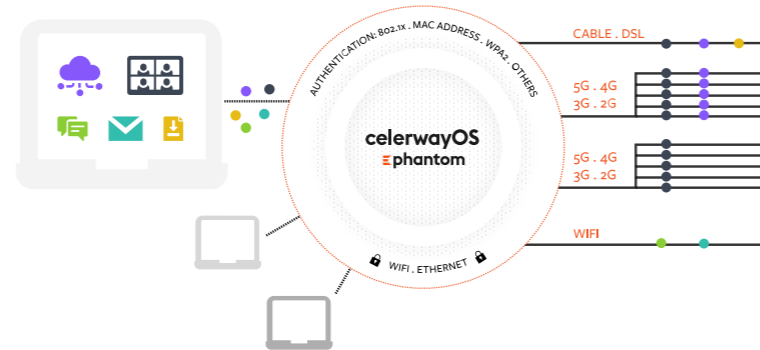 AUTHENTICATION: 802.1x . MAC ADDRESS . WPA2 . OTHERS
celerwayOS
phantom
WIFI . ETHERNET
CABLE . DSL
5G . 4G
3G . 2G
5G . 4G
3G . 2G
WIFI